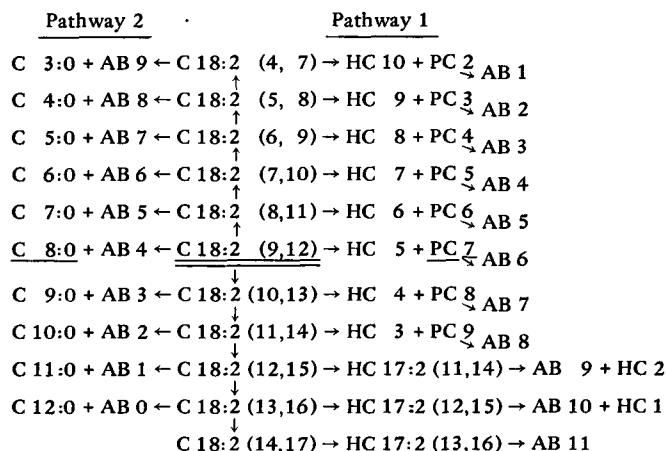 Pathway 2 Pathway 1
C 3:0 + AB 9 ← C 18:2 (4, 7) → HC 10 + PC 2 ↘ AB 1
↑
C 4:0 + AB 8 ← C 18:2 (5, 8) → HC 9 + PC 3 ↘ AB 2
↑
C 5:0 + AB 7 ← C 18:2 (6, 9) → HC 8 + PC 4 ↘ AB 3
↑
C 6:0 + AB 6 ← C 18:2 (7,10) → HC 7 + PC 5 ↘ AB 4
↑
C 7:0 + AB 5 ← C 18:2 (8,11) → HC 6 + PC 6 ↘ AB 5
↑
C 8:0 + AB 4 ← C 18:2 (9,12) → HC 5 + PC 7 ↘ AB 6
↓
C 9:0 + AB 3 ← C 18:2 (10,13) → HC 4 + PC 8 ↘ AB 7
↓
C 10:0 + AB 2 ← C 18:2 (11,14) → HC 3 + PC 9 ↘ AB 8
↓
C 11:0 + AB 1 ← C 18:2 (12,15) → HC 17:2 (11,14) → AB 9 + HC 2
↓
C 12:0 + AB 0 ← C 18:2 (13,16) → HC 17:2 (12,15) → AB 10 + HC 1
↓
C 18:2 (14,17) → HC 17:2 (13,16) → AB 11